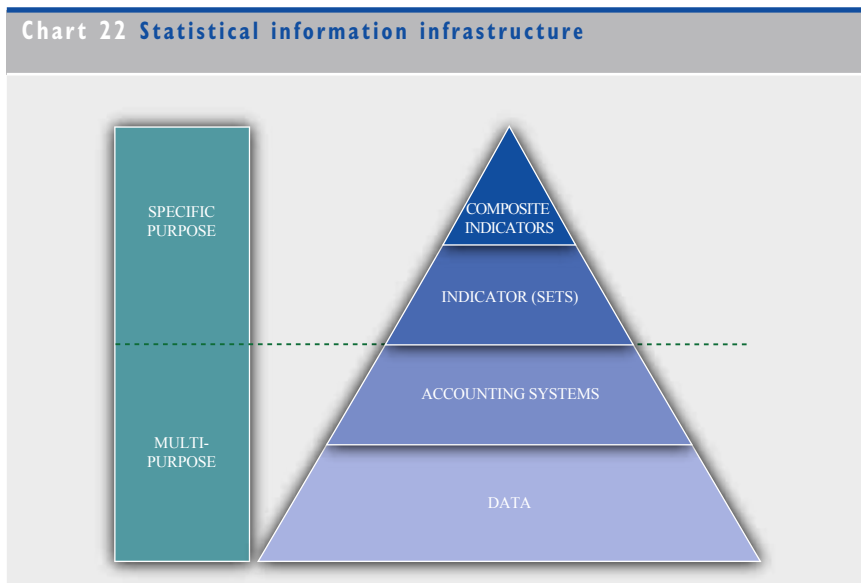 Chart 22 Statistical information infrastructure
SPECIFIC
PURPOSE
COMPOSITE
INDICATORS
INDICATOR (SETS)
ACCOUNTING SYSTEMS
MULTI-
PURPOSE
DATA